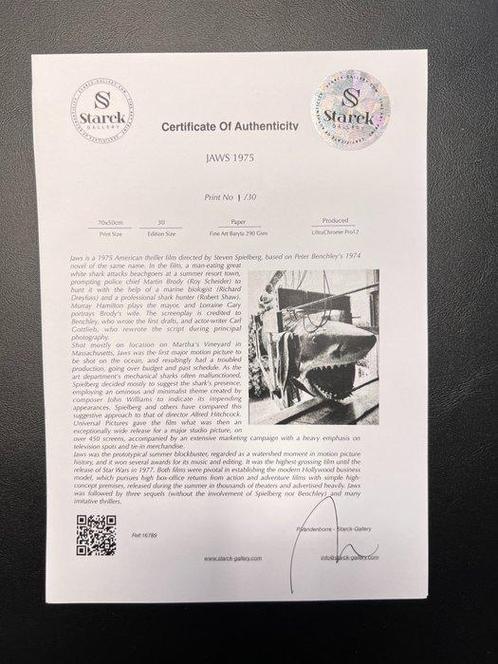 Starck
GALLERY
Certificate Of Authenticity
Starck
GALLERY
JAWS 1975
Print No 1 /30
70x50cm 30 Paper Produced
Print Size Edition Size Fine Art Baryta 290 Gsm UltraChrome Pro12
Jaws is a 1975 American thriller film directed by Steven Spielberg, based on Peter Benchley's 1974
novel of the same name. In the film, a man-eating great
white shark attacks beachgoers at a summer resort town,
prompting police chief Martin Brody (Roy Scheider) to
hunt it with the help of a marine biologist (Richard
Dreyfuss) and a professional shark hunter (Robert Shaw).
Murray Hamilton plays the mayor, and Lorraine Gary
portrays Brody's wife. The screenplay is credited to
Benchley, who wrote the first drafts, and actor-writer Carl
Gottlieb, who rewrote the script during principal
photography.
Shot mostly on location on Martha's Vineyard in
Massachusetts, Jaws was the first major motion picture to
be shot on the ocean, and resultingly had a troubled
production, going over budget and past schedule. As the
art department's mechanical sharks often malfunctioned,
Spielberg decided mostly to suggest the shark's presence,
employing an ominous and minimalist theme created by
composer John Williams to indicate its impending
appearances. Spielberg and others have compared this
suggestive approach to that of director Alfred Hitchcock.
Universal Pictures gave the film what was then an
exceptionally wide release for a major studio picture, on
over 450 screens, accompanied by an extensive marketing campaign with a heavy emphasis on
television spots and tie-in merchandise.
Jaws was the prototypical summer blockbuster, regarded as a watershed moment in motion picture
history, and it won several awards for its music and editing. It was the highest grossing film until the
release of Star Wars in 1977. Both films were pivotal in establishing the modern Hollywood business
model, which pursues high box-office returns from action and adventure films with simple high-
concept premises, released during the summer in thousands of theaters and advertised heavily. Jaws
was followed by three sequels (without the involvement of Spielberg nor Benchley) and many
imitative thrillers.
P.Vandenborre - Starck-Gallery
Ref:16789
www.starck-gallery.com
info@starck-gallery.com